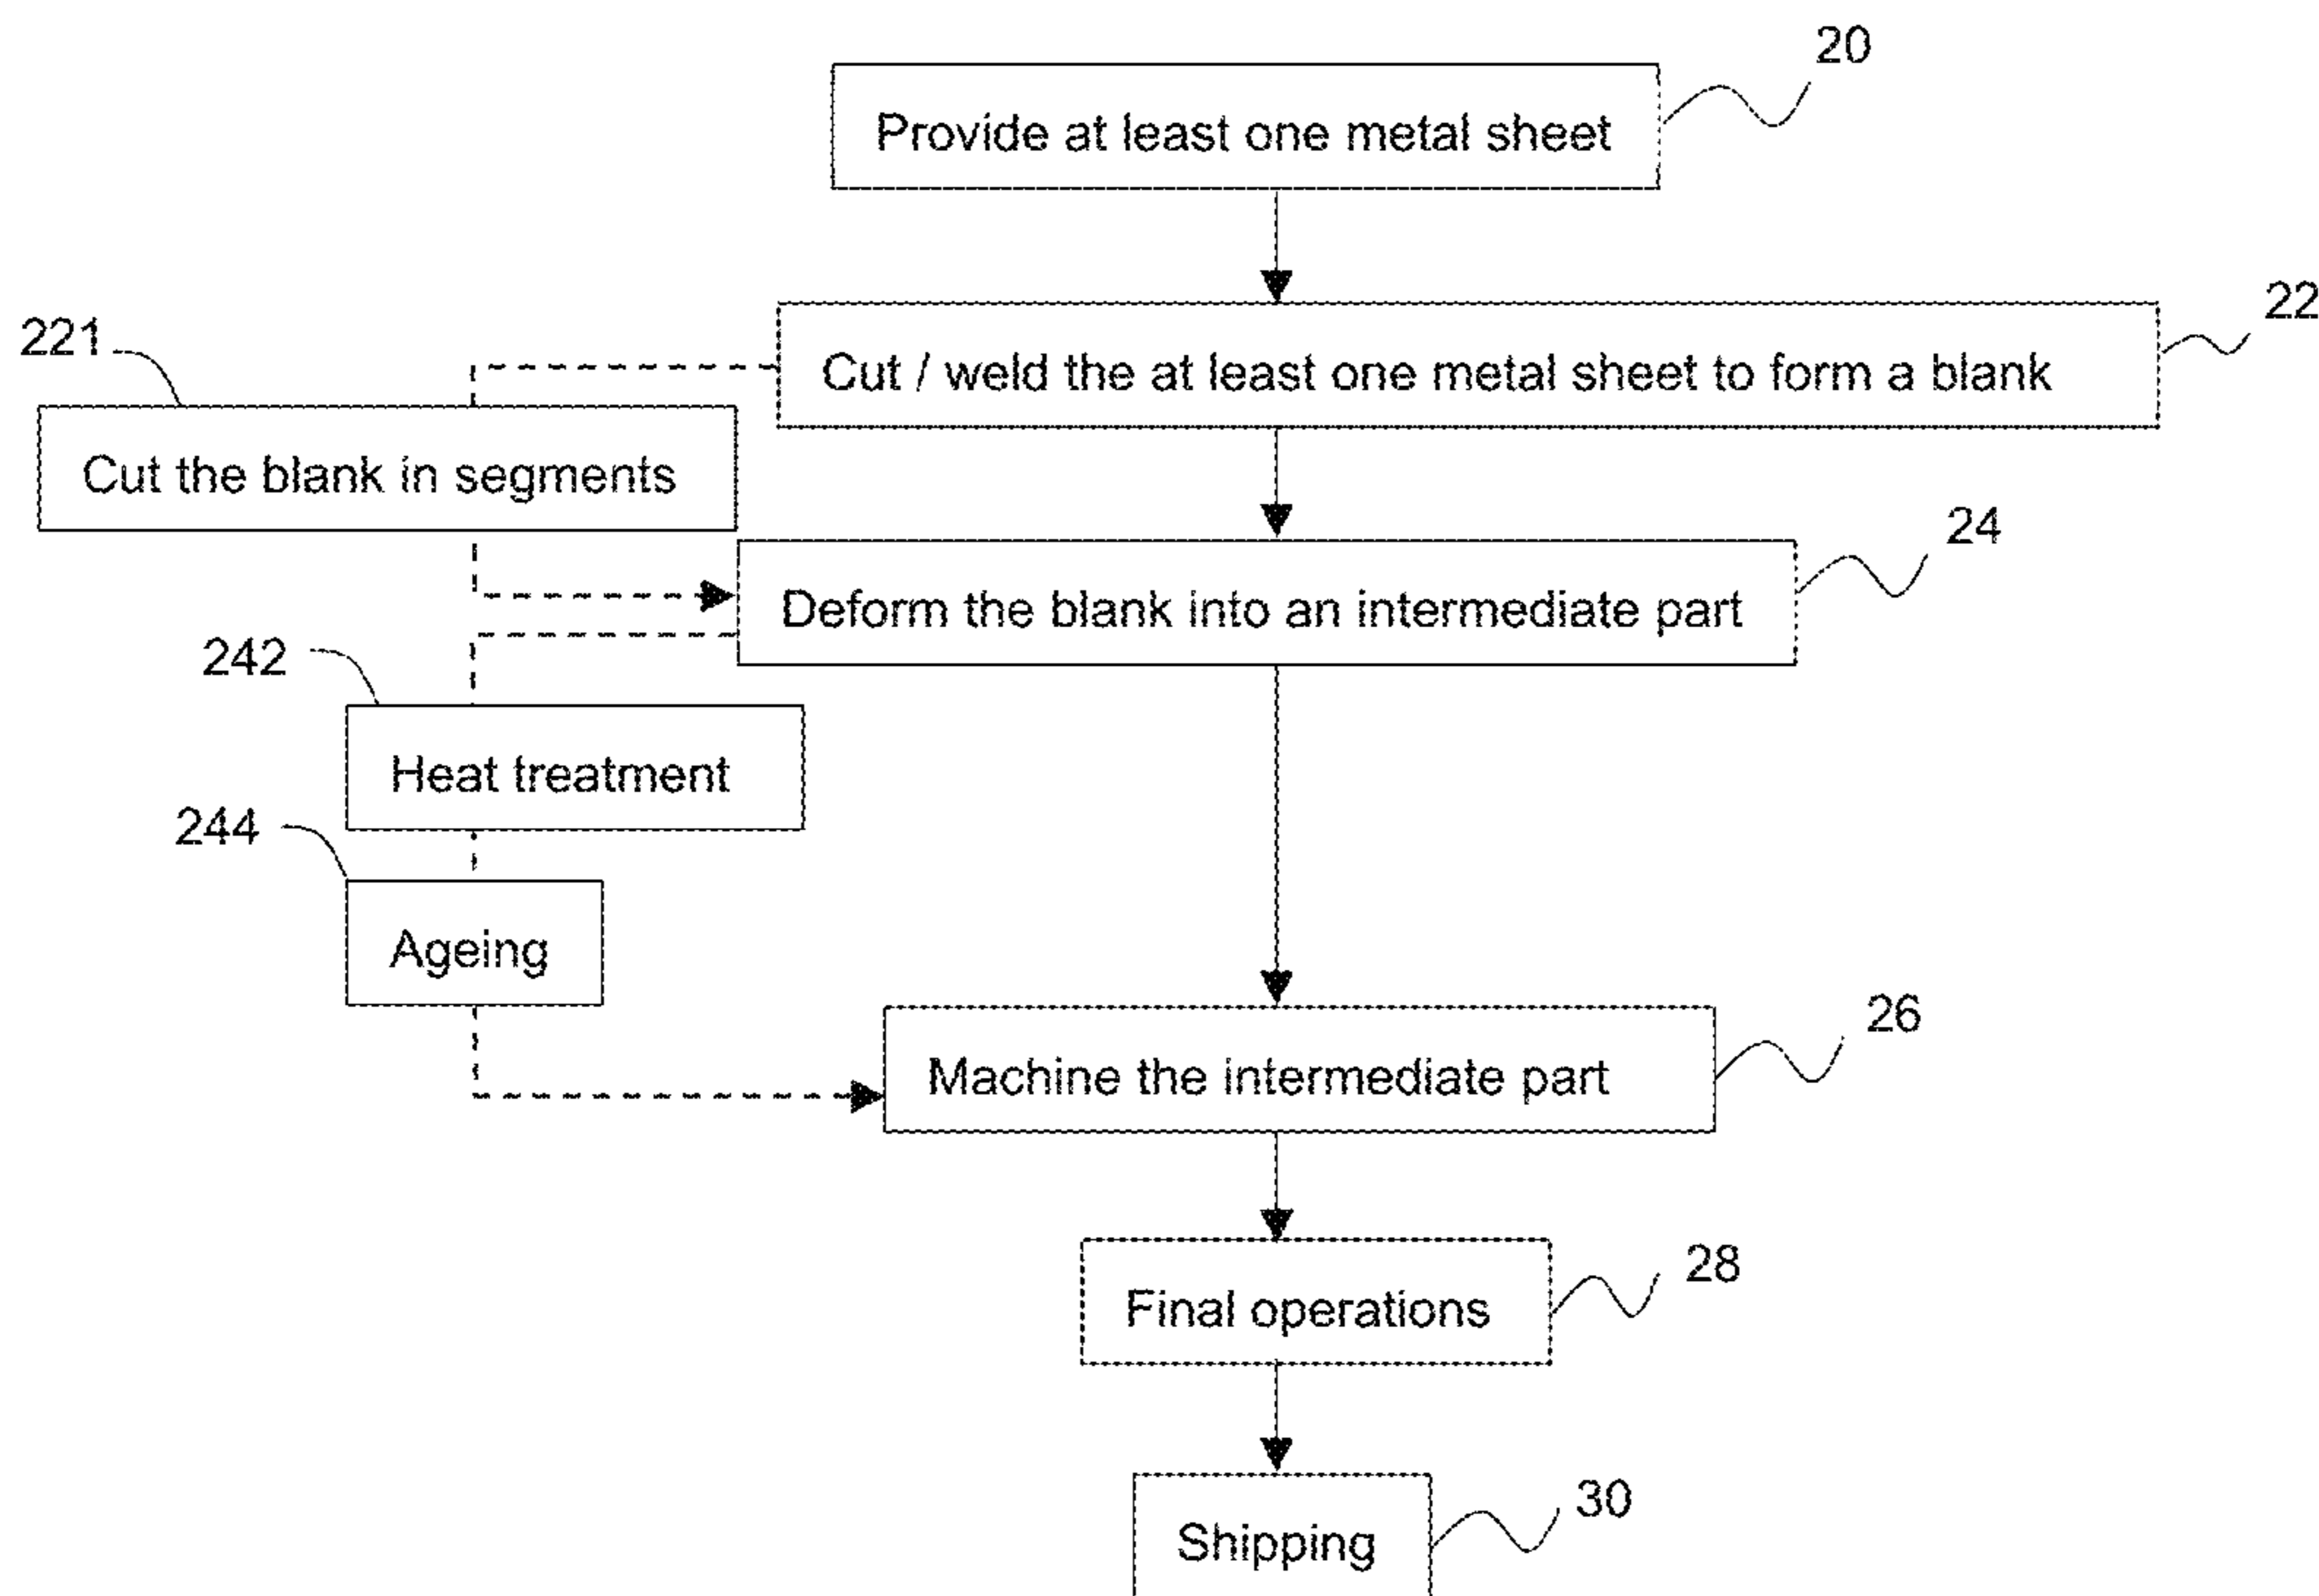 20
Provide at least one metal sheet
22
Cut / weld the at least one metal sheet to form a blank
221
Cut the blank in segments
24
Deform the blank into an intermediate part
242
Heat treatment
244
Ageing
26
Machine the intermediate part
28
Final operations
30
Shipping